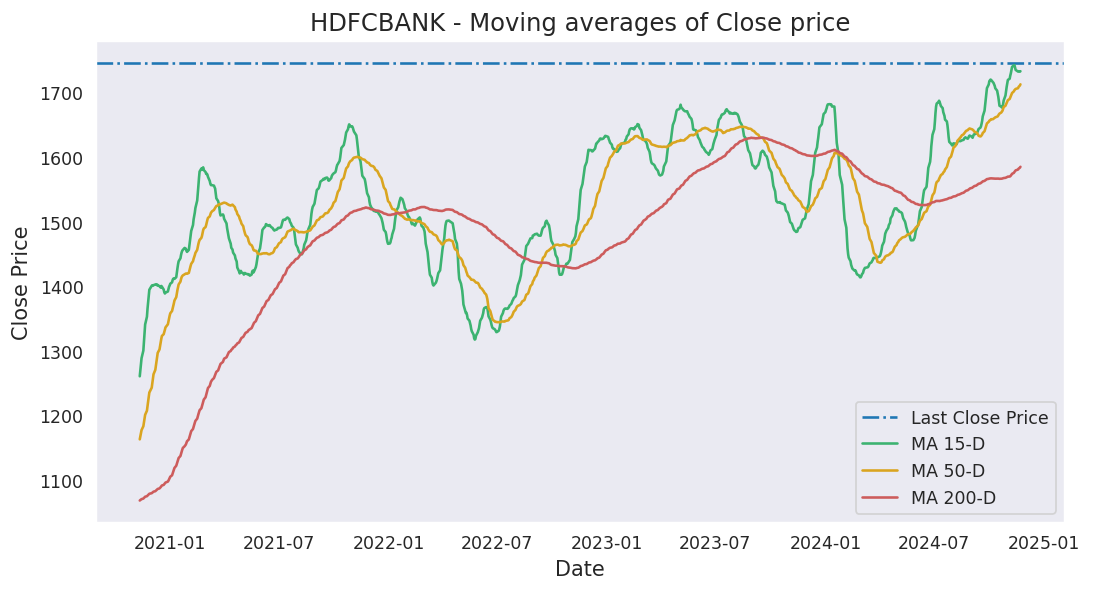 HDFCBANK - Moving averages of Close price
Close Price
1700
1600
1500
1400
1300
1200
1100
Last Close Price
MA 15-D
MA 50-D
MA 200-D
2021-01 2021-07 2022-01 2022-07 2023-01 2023-07 2024-01 2024-07 2025-01
Date